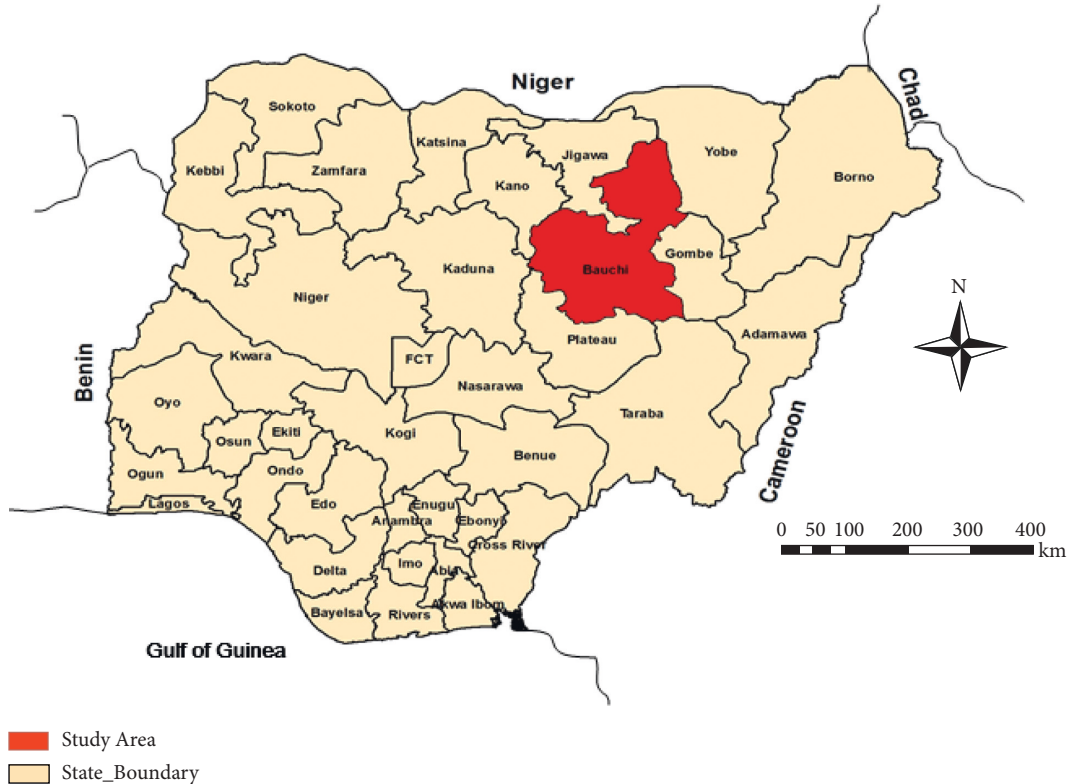 Niger
Chad
Sokoto
Katsina
Jigawa
Yobe
Kebbi
Zamfara
Kano
Borno
Kaduna
Bauchi
Gombe
Niger
N
Adamawa
Plateau
Benin
Kwara
FCT
Nasarawa
Oyo
Taraba
Kogi
Ekiti
Osun
Benue
Cameroon
Ondo
Ogun
Lagos
Edo
Enugu
Anambra
Ebonyi
Cross River
Imo
Abia
Delta
Akwa Ibom
Bayelsa
Rivers
0 50 100 200 300 400
km
Gulf of Guinea
Study Area
State_Boundary